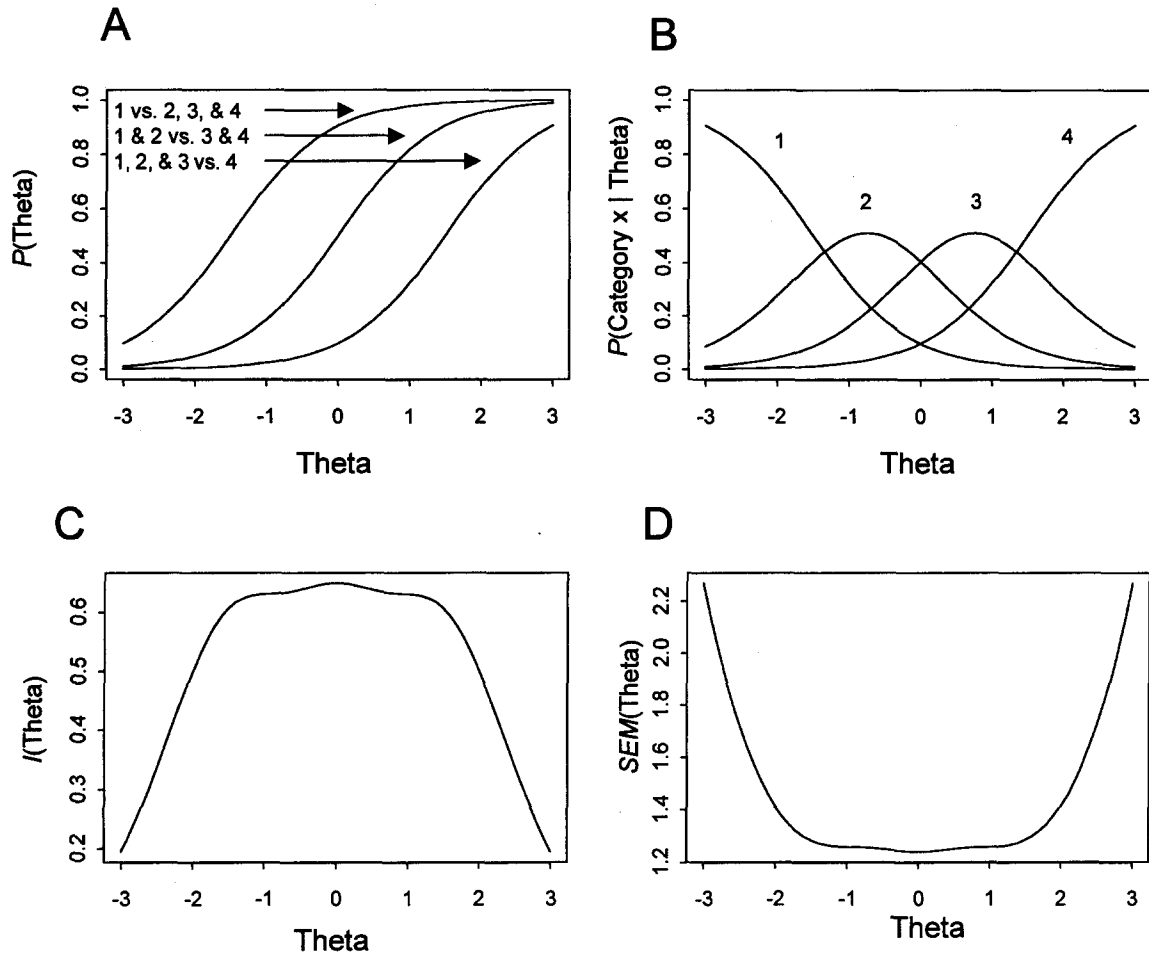 A
P(Theta)
1.0
0.8
0.6
0.4
0.2
0.0
1 vs. 2, 3, & 4
1 & 2 vs. 3 & 4
1, 2, & 3 vs. 4
-3 -2 -1 0 1 2 3
Theta
B
P(Category x | Theta)
1.0
0.8
0.6
0.4
0.2
0.0
1
2
3
4
-3 -2 -1 0 1 2 3
Theta
C
I(Theta)
0.6
0.5
0.4
0.3
0.2
-3 -2 -1 0 1 2 3
Theta
D
SEM(Theta)
2.2
2.0
1.8
1.6
1.4
1.2
-3 -2 -1 0 1 2 3
Theta